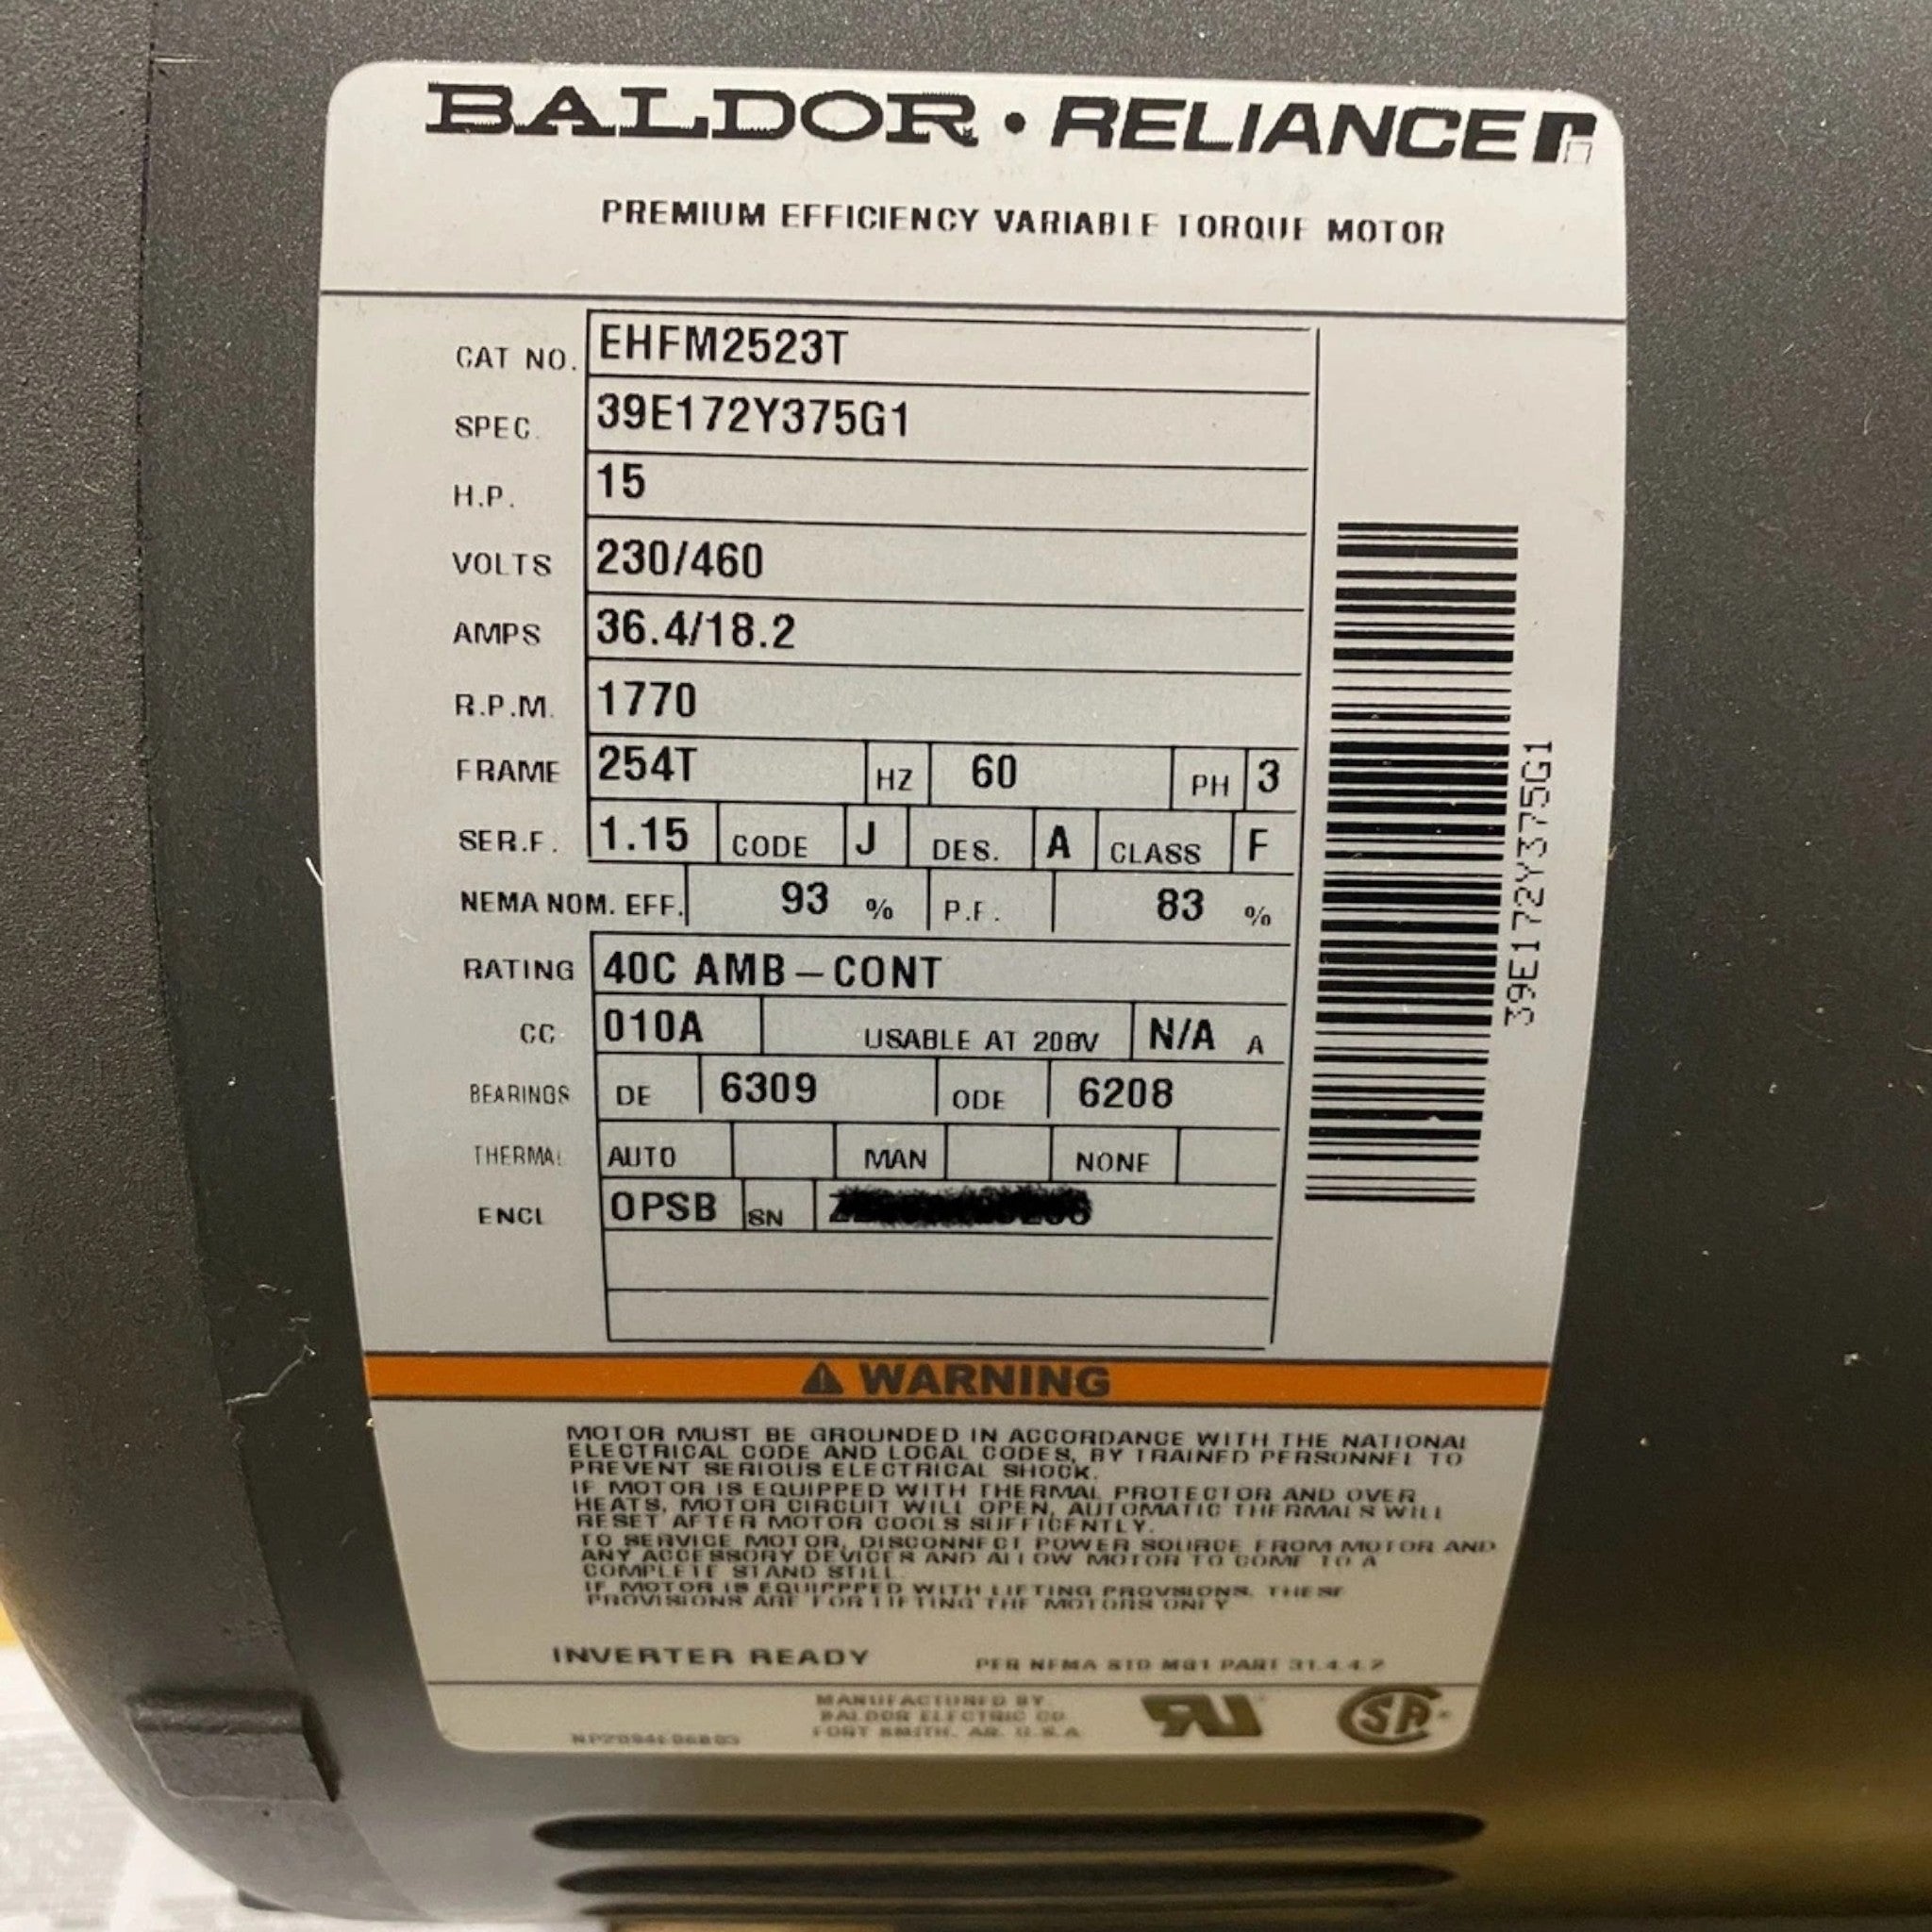 BALDOR • RELIANCE
PREMIUM EFFICIENCY VARIABLE TORQUE MOTOR
CAT NO. EHFM2523T
SPEC. 39E172Y375G1
H.P. 15
VOLTS 230/460
AMPS 36.4/18.2
R.P.M. 1770
FRAME 254T HZ 60 PH 3
SER.F. 1.15 CODE J DES. A CLASS F
NEMA NOM. EFF. 93 % P.F. 83 %
RATING 40C AMB-CONT
CC 010A USABLE AT 208V N/A A
BEARINGS DE 6309 ODE 6208
THERMAL AUTO MAN NONE
ENCL OPSB SN
39E172Y375G1
WARNING
MOTOR MUST BE GROUNDED IN ACCORDANCE WITH THE NATIONAL
ELECTRICAL CODE AND LOCAL CODES, BY TRAINED PERSONNEL TO
PREVENT SERIOUS ELECTRICAL SHOCK.
IF MOTOR IS EQUIPPED WITH THERMAL PROTECTOR AND OVER
HEATS, MOTOR CIRCUIT WILL OPEN, AUTOMATIC THERMALS WILL
RESET AFTER MOTOR COOLS SUFFICENTLY.
TO SERVICE MOTOR, DISCONNECT POWER SOURCE FROM MOTOR AND
ANY ACCESSORY DEVICES AND ALLOW MOTOR TO COME TO A
COMPLETE STAND STILL.
IF MOTOR IS EQUIPPPED WITH LIFTING PROVSIONS, THESE
PROVISIONS ARE FOR LIFTING THE MOTORS ONLY
INVERTER READY PER NEMA STD MG1 PART 31.4.4.2
MANUFACTURED BY
BALDOR ELECTRIC CO.
FORT SMITH, AR. U.S.A